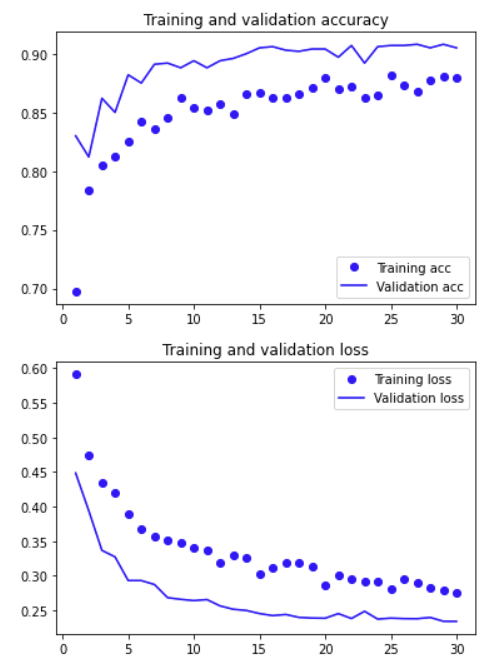 Training and validation accuracy
0.90
0.85
0.80
0.75
0.70
Training acc
Validation acc
0 5 10 15 20 25 30
Training and validation loss
0.60
0.55
0.50
0.45
0.40
0.35
0.30
0.25
Training loss
Validation loss
0 5 10 15 20 25 30